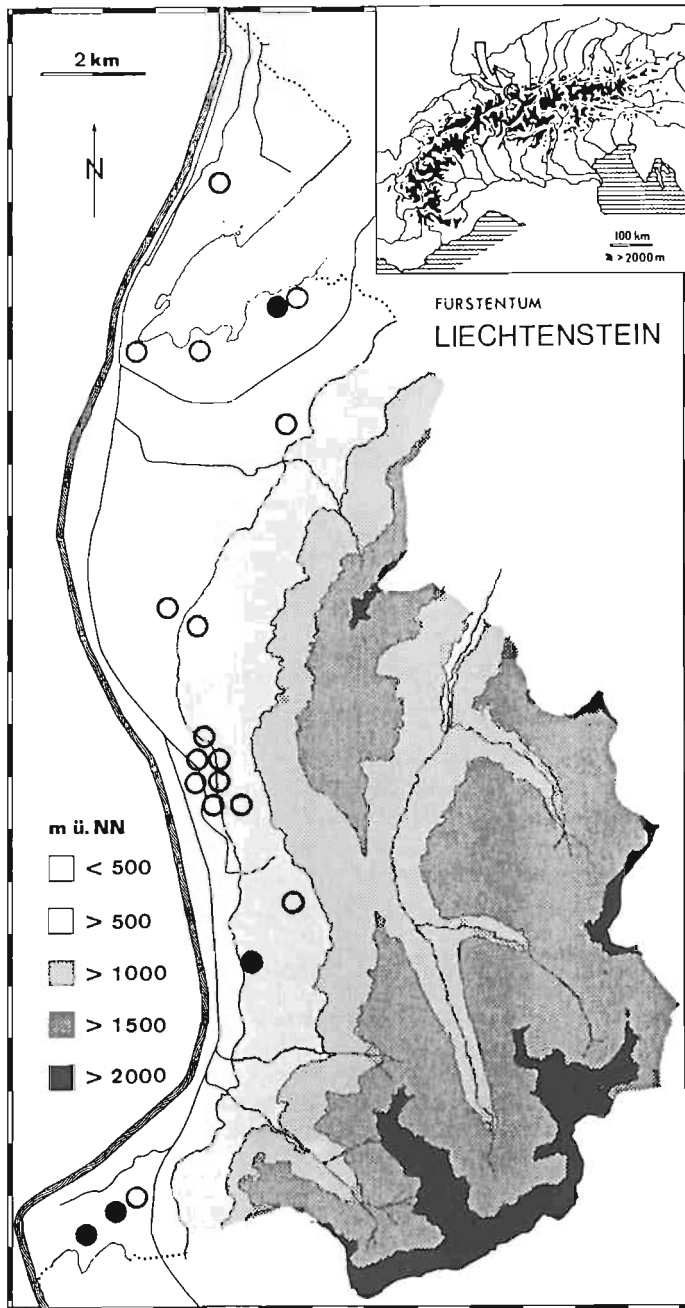 2 km
N
100 km
> 2000 m
FÜRSTENTUM
LIECHTENSTEIN
m ü. NN
< 500
> 500
> 1000
> 1500
> 2000